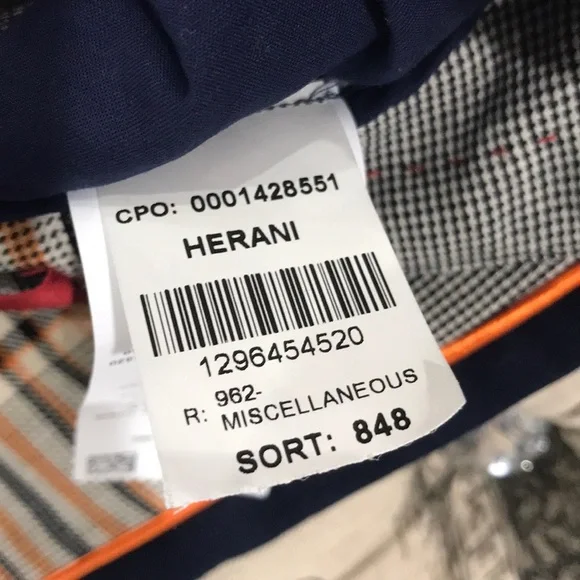 CPO: 0001428551
HERANI
1296454520
R: 962-
MISCELLANEOUS
SORT: 848